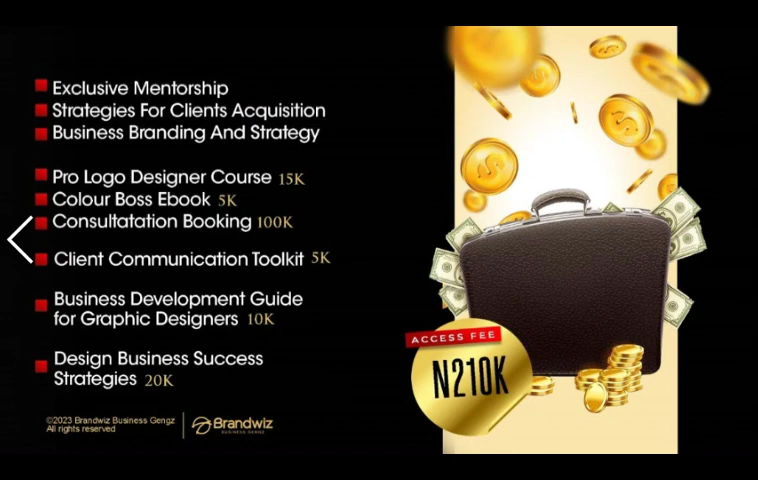 Exclusive Mentorship
Strategies For Clients Acquisition
Business Branding And Strategy
Pro Logo Designer Course 15K
Colour Boss Ebook 5K
Consultatation Booking 100K
Client Communication Toolkit 5K
Business Development Guide
for Graphic Designers 10K
Design Business Success
Strategies 20K
©2023 Brandwiz Business Gengz
All rights reserved
Brandwiz
BUSINESS GENGZ
ACCESS FEE
N210K